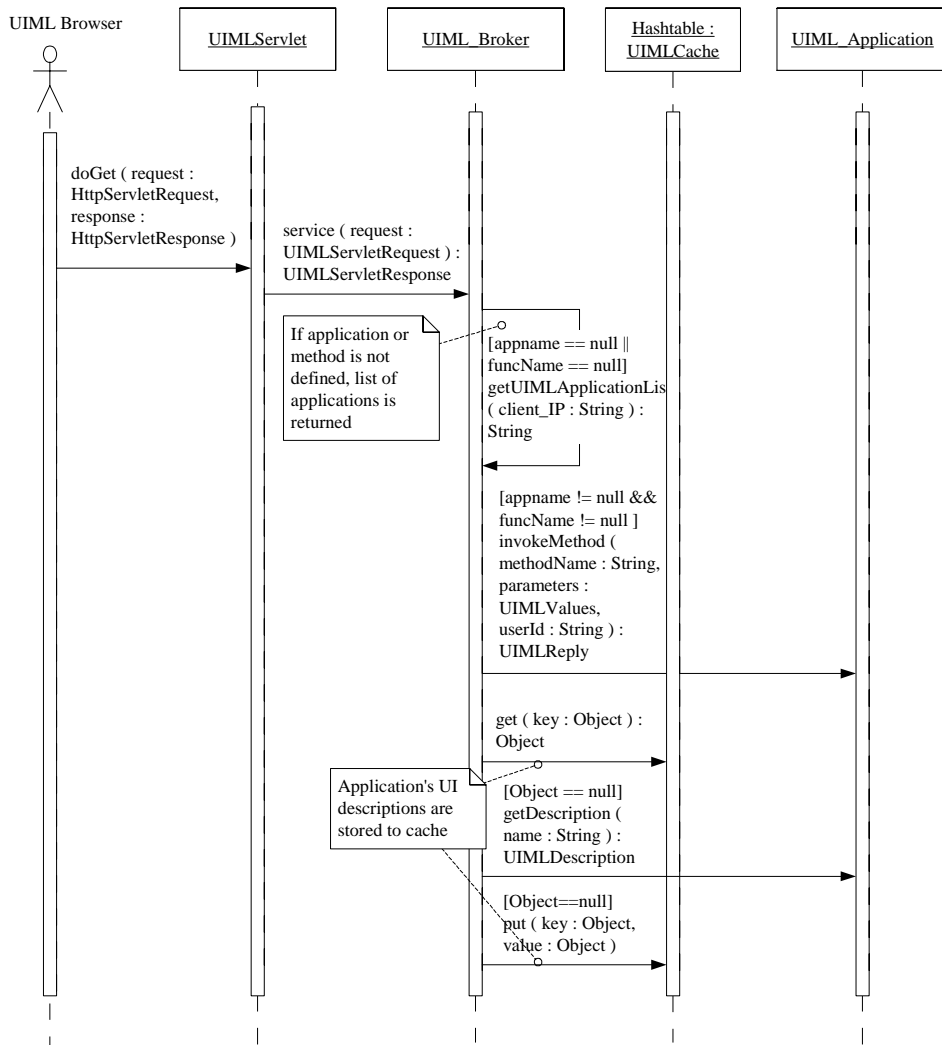 UIML Browser
UIMLServlet
UIML_Broker
Hashtable :
UIMLCache
UIML_Application
doGet ( request :
HttpServletRequest,
response :
HttpServletResponse )
service ( request :
UIMLServletRequest ) :
UIMLServletResponse
If application or
method is not
defined, list of
applications is
returned
[appname == null ||
funcName == null]
getUIMLApplicationLis
( client_IP : String ) :
String
[appname != null &&
funcName != null ]
invokeMethod (
methodName : String,
parameters :
UIMLValues,
userId : String ) :
UIMLReply
get ( key : Object ) :
Object
Application's UI
descriptions are
stored to cache
[Object == null]
getDescription (
name : String ) :
UIMLDescription
[Object==null]
put ( key : Object,
value : Object )